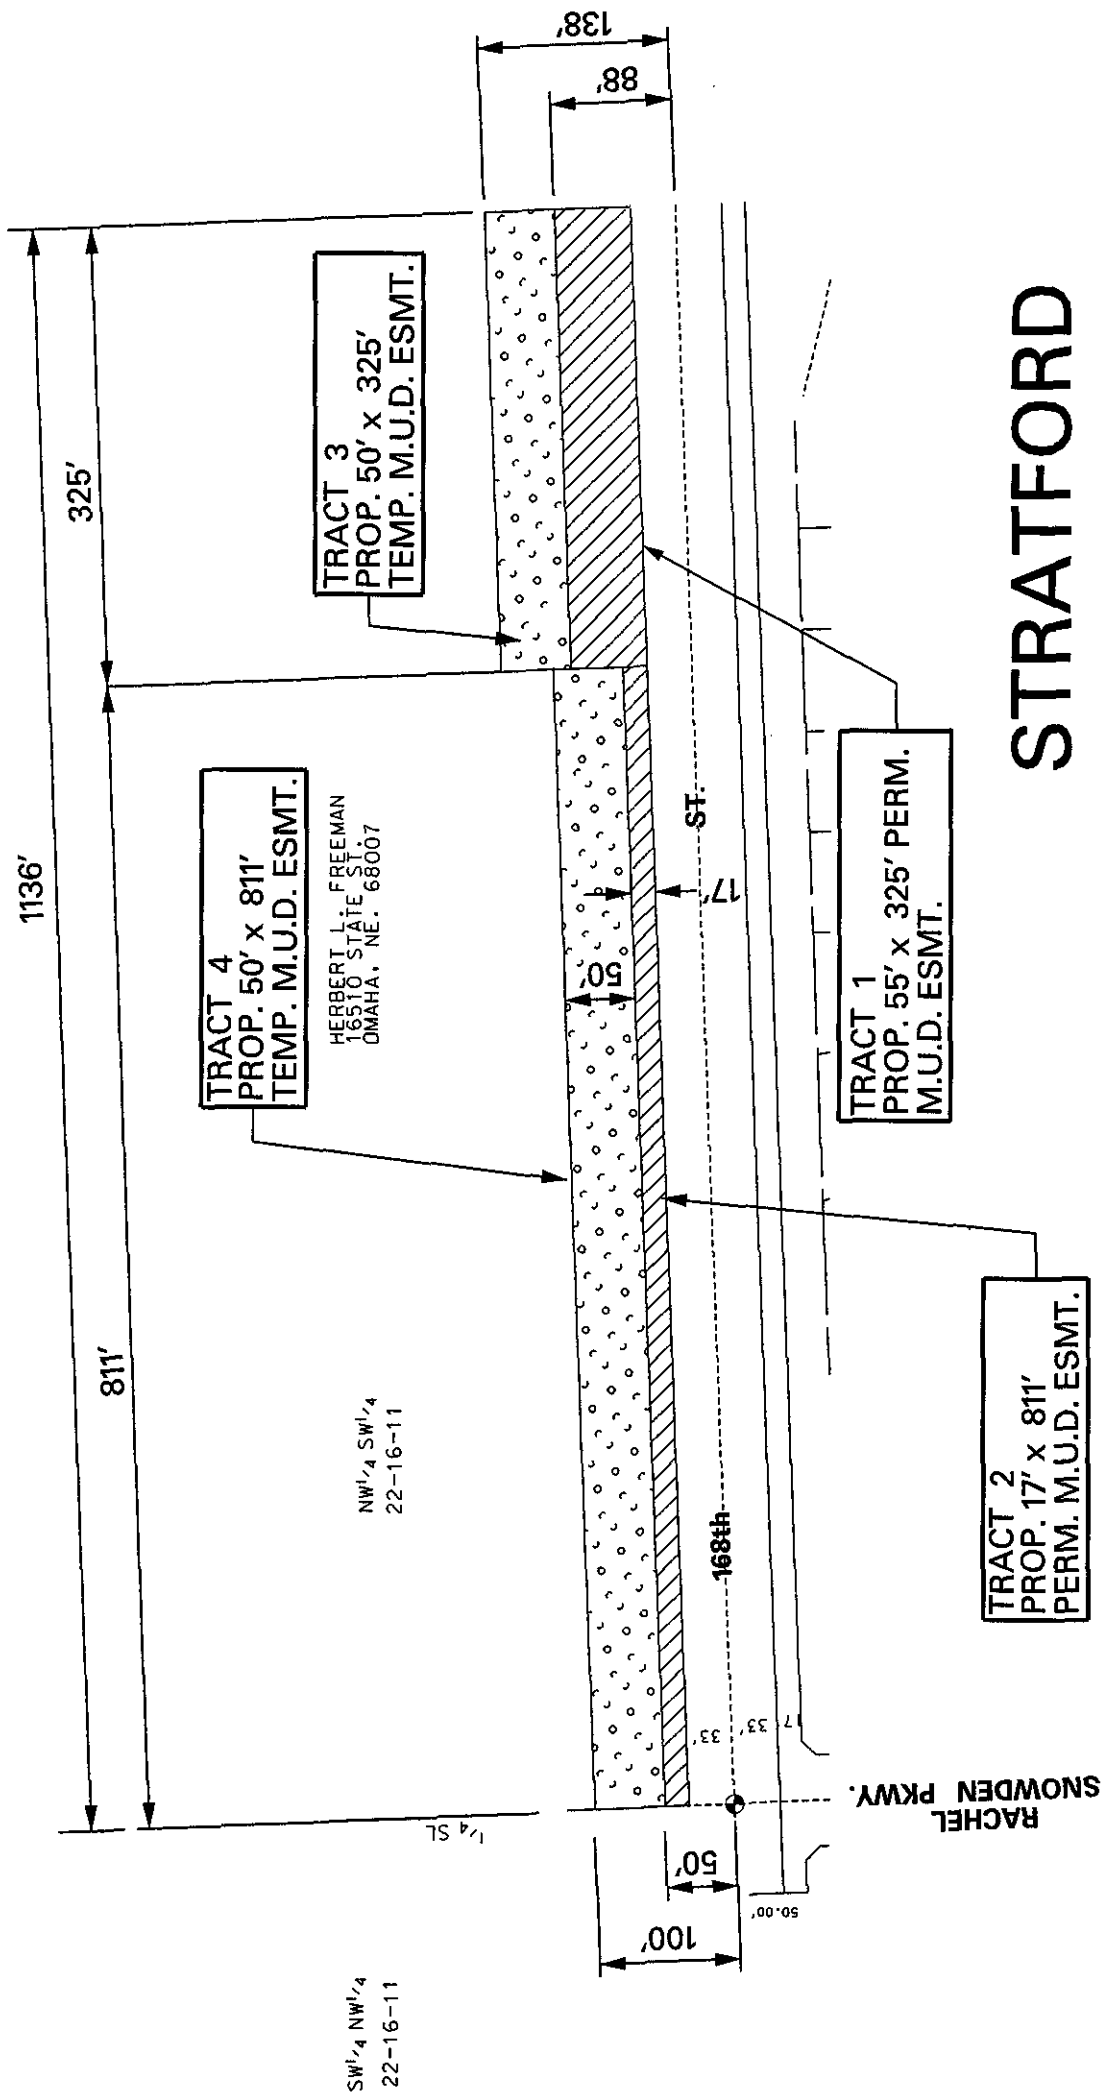 1136'
811'
325'
138'
88'
TRACT 4
PROP. 50' x 811'
TEMP. M.U.D. ESMT.
TRACT 3
PROP. 50' x 325'
TEMP. M.U.D. ESMT.
HERBERT L. FREEMAN
16510 STATE ST.
OMAHA, NE. 68007
SW¹/4 NW¹/4
22-16-11
NW¹/4 SW¹/4
22-16-11
1/4 SL
50'
17'
100'
50'
33'
33'
17
50.00'
168th ST.
RACHEL
SNOWDEN PKWY.
TRACT 2
PROP. 17' x 811'
PERM. M.U.D. ESMT.
TRACT 1
PROP. 55' x 325' PERM.
M.U.D. ESMT.
STRATFORD